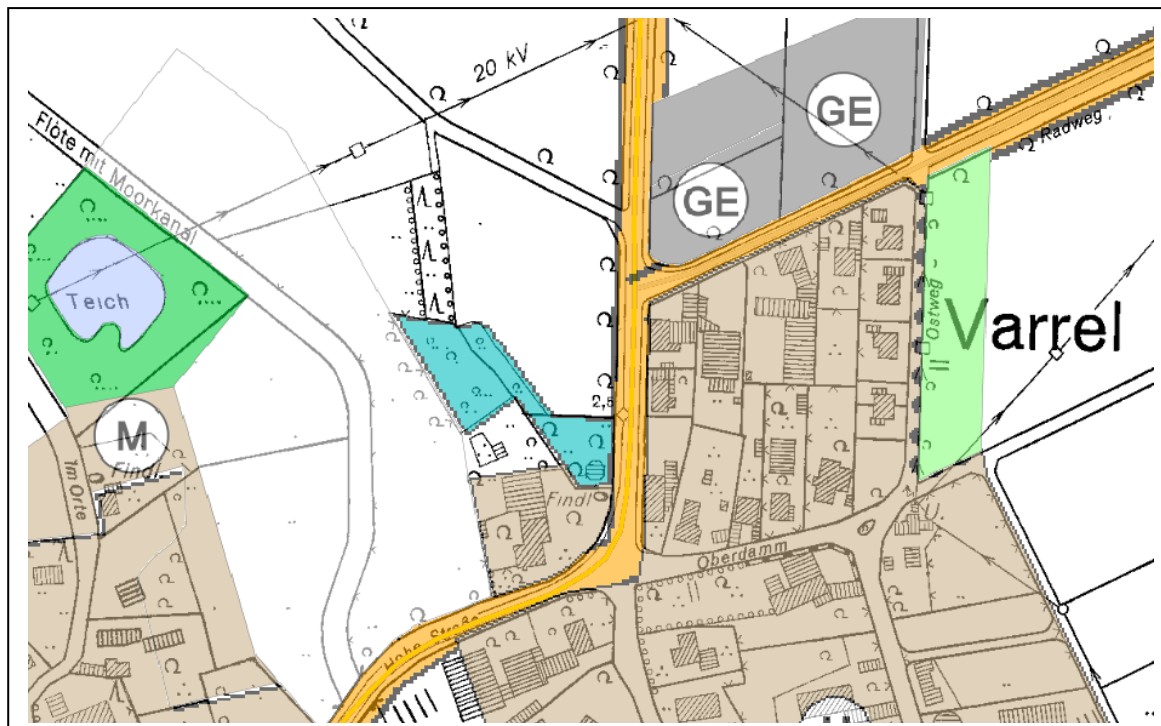 20 kV
GE
Radweg
Flöte mit Moorkanal
GE
Teich
Ostweg
Varrel
2,5
M
Findl
Im Orte
Findl
Oberdamm
Hohe Straße